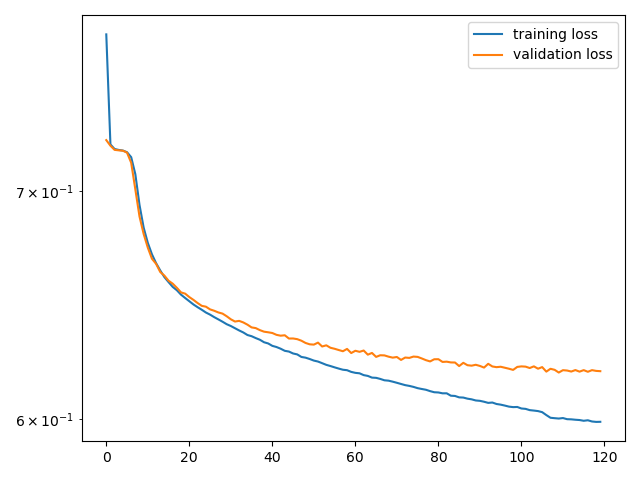 training loss
validation loss
7 × 10⁻¹
6 × 10⁻¹
0 20 40 60 80 100 120